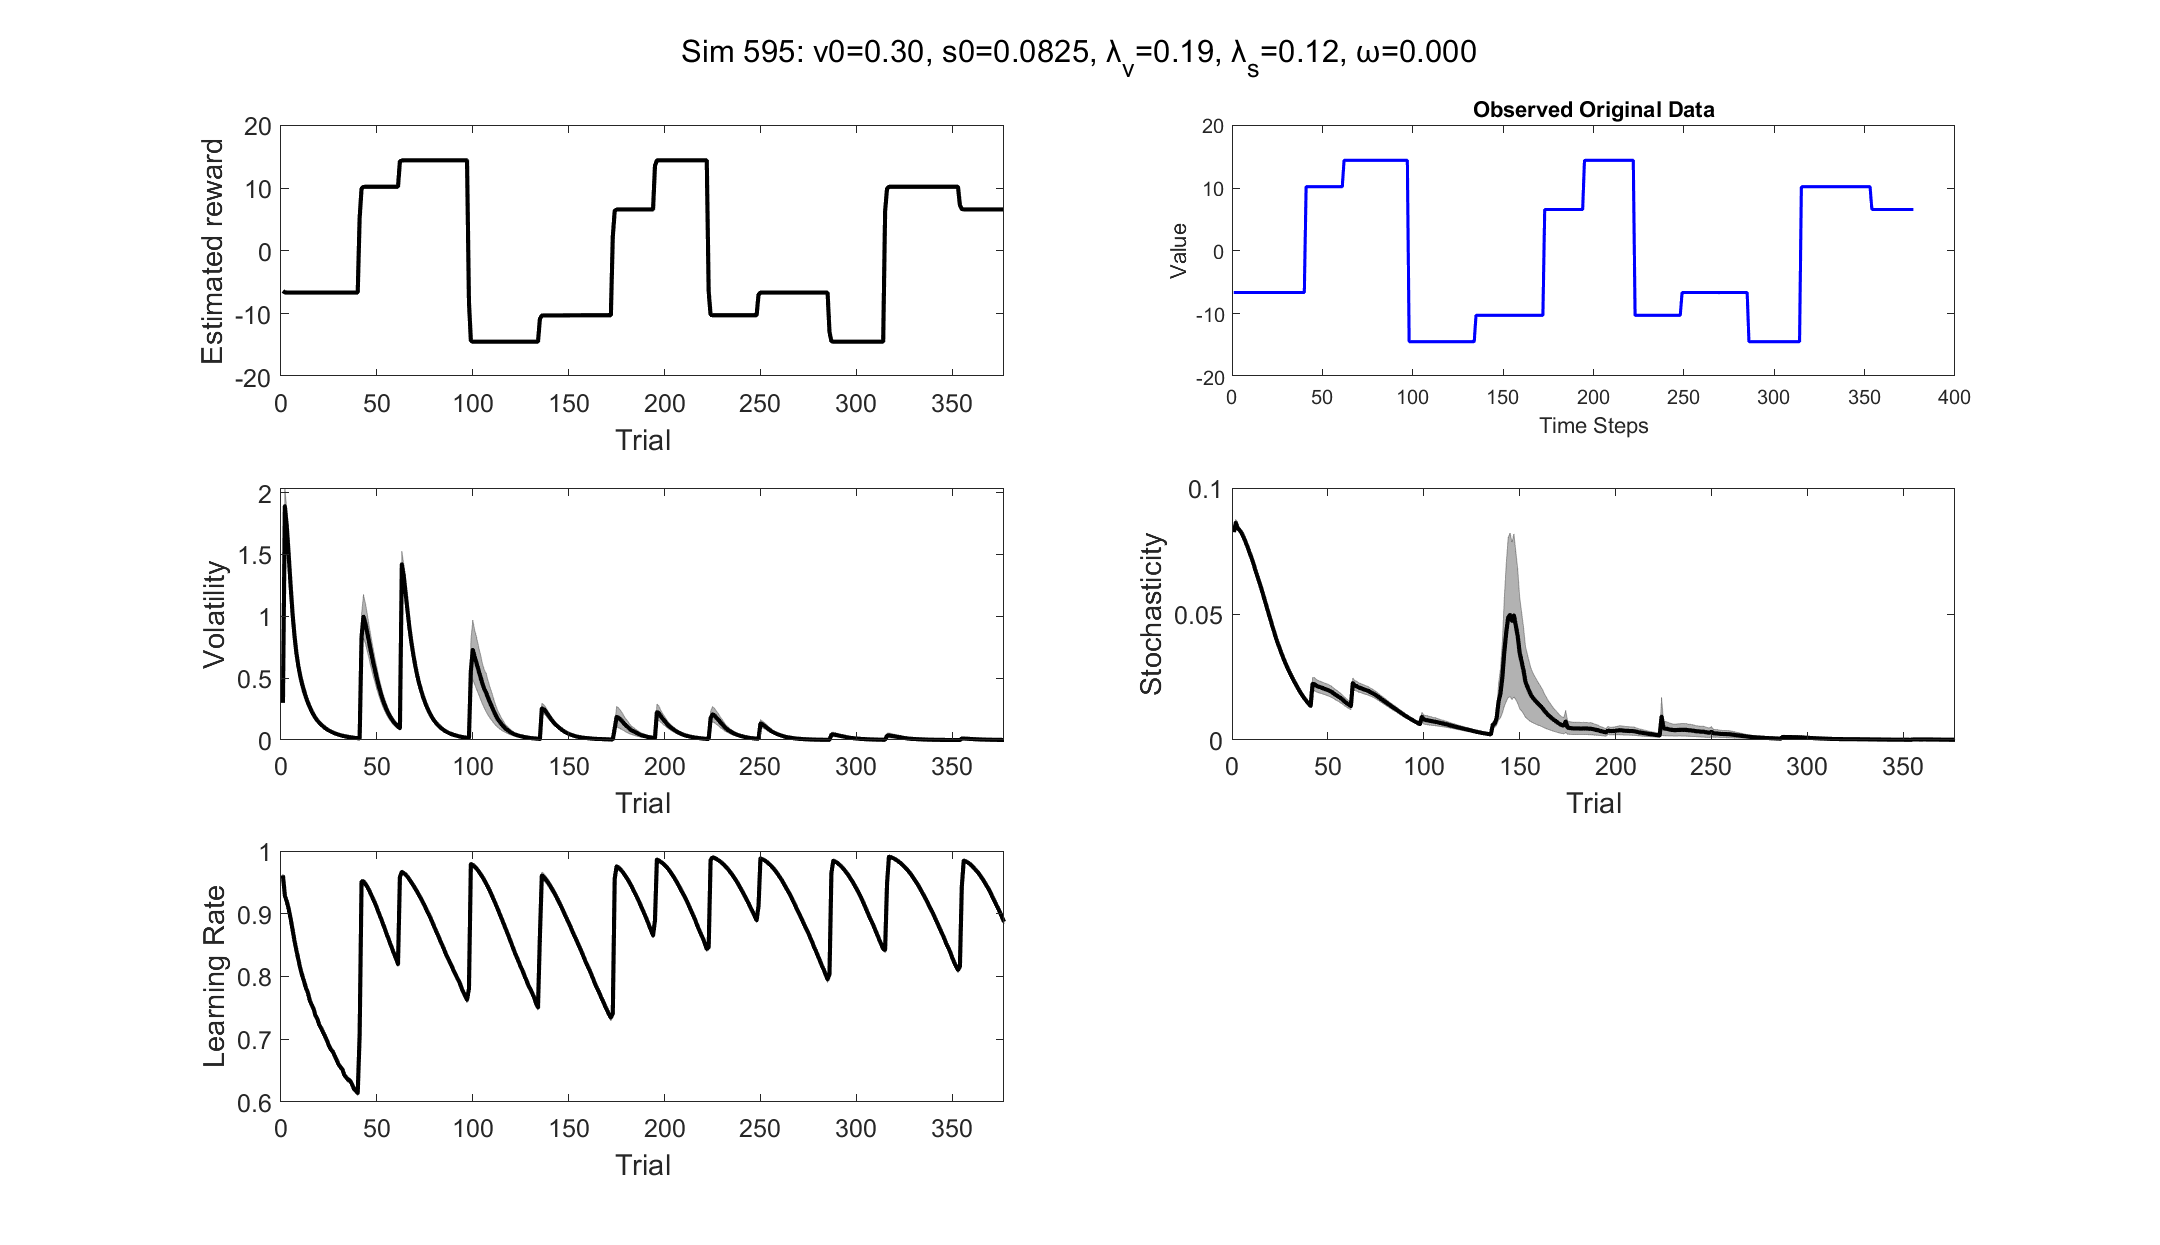 Sim 595: v0=0.30, s0=0.0825, λv=0.19, λs=0.12, ω=0.000
20
10
0
-10
-20
Estimated reward
0 50 100 150 200 250 300 350
Trial
Observed Original Data
20
10
0
-10
-20
Value
0 50 100 150 200 250 300 350 400
Time Steps
2
1.5
1
0.5
0
Volatility
0 50 100 150 200 250 300 350
Trial
0.1
0.05
0
Stochasticity
0 50 100 150 200 250 300 350
Trial
1
0.9
0.8
0.7
0.6
Learning Rate
0 50 100 150 200 250 300 350
Trial